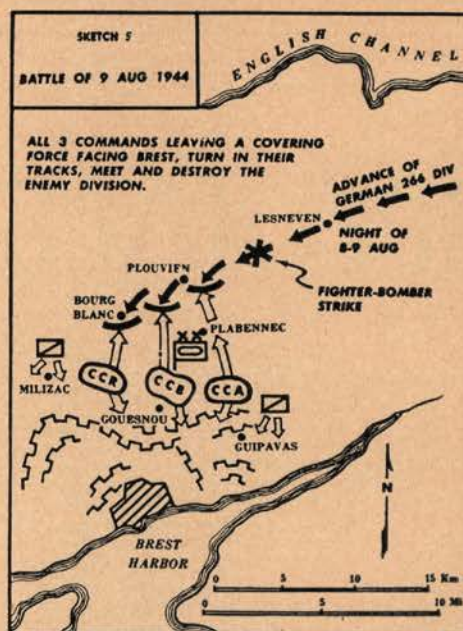 SKETCH 5
BATTLE OF 9 AUG 1944
ENGLISH CHANNEL
ALL 3 COMMANDS LEAVING A COVERING
FORCE FACING BREST, TURN IN THEIR
TRACKS, MEET AND DESTROY THE
ENEMY DIVISION.
ADVANCE OF
GERMAN 266 DIV
LESNEVEN
NIGHT OF
8-9 AUG
PLOUVIEN
FIGHTER-BOMBER
STRIKE
BOURG
BLANC
PLABENNEC
XX
MILIZAC
CCR
CCB
CCA
GOUESNOU
GUIPAVAS
N
BREST
HARBOR
0 5 10 15 Km
0 5 10 Mi